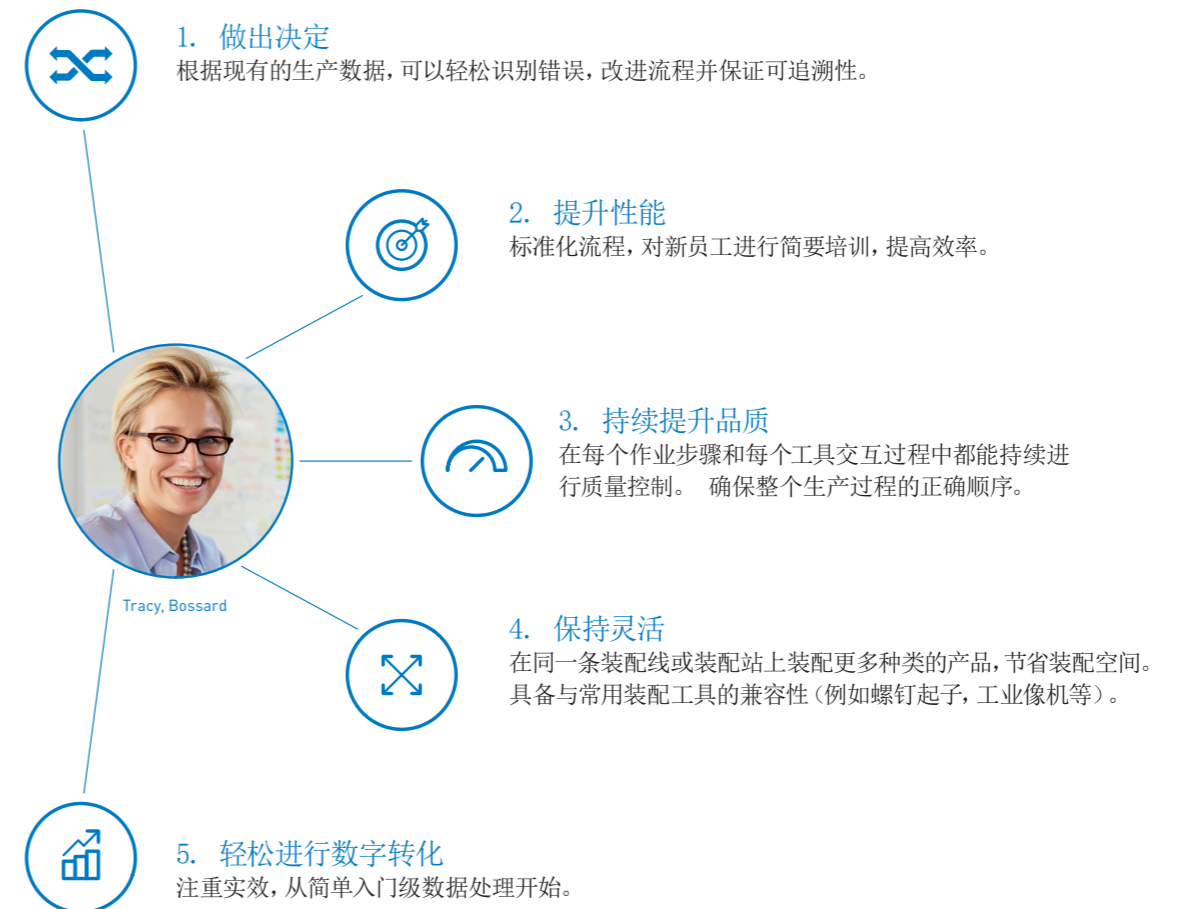 1. 做出决定
根据现有的生产数据,可以轻松识别错误,改进流程并保证可追溯性。
2. 提升性能
标准化流程,对新员工进行简要培训,提高效率。
3. 持续提升品质
在每个作业步骤和每个工具交互过程中都能持续进
行质量控制。 确保整个生产过程的正确顺序。
Tracy, Bossard
4. 保持灵活
在同一条装配线或装配站上装配更多种类的产品,节省装配空间。
具备与常用装配工具的兼容性(例如螺钉起子,工业像机等)。
5. 轻松进行数字转化
注重实效,从简单入门级数据处理开始。